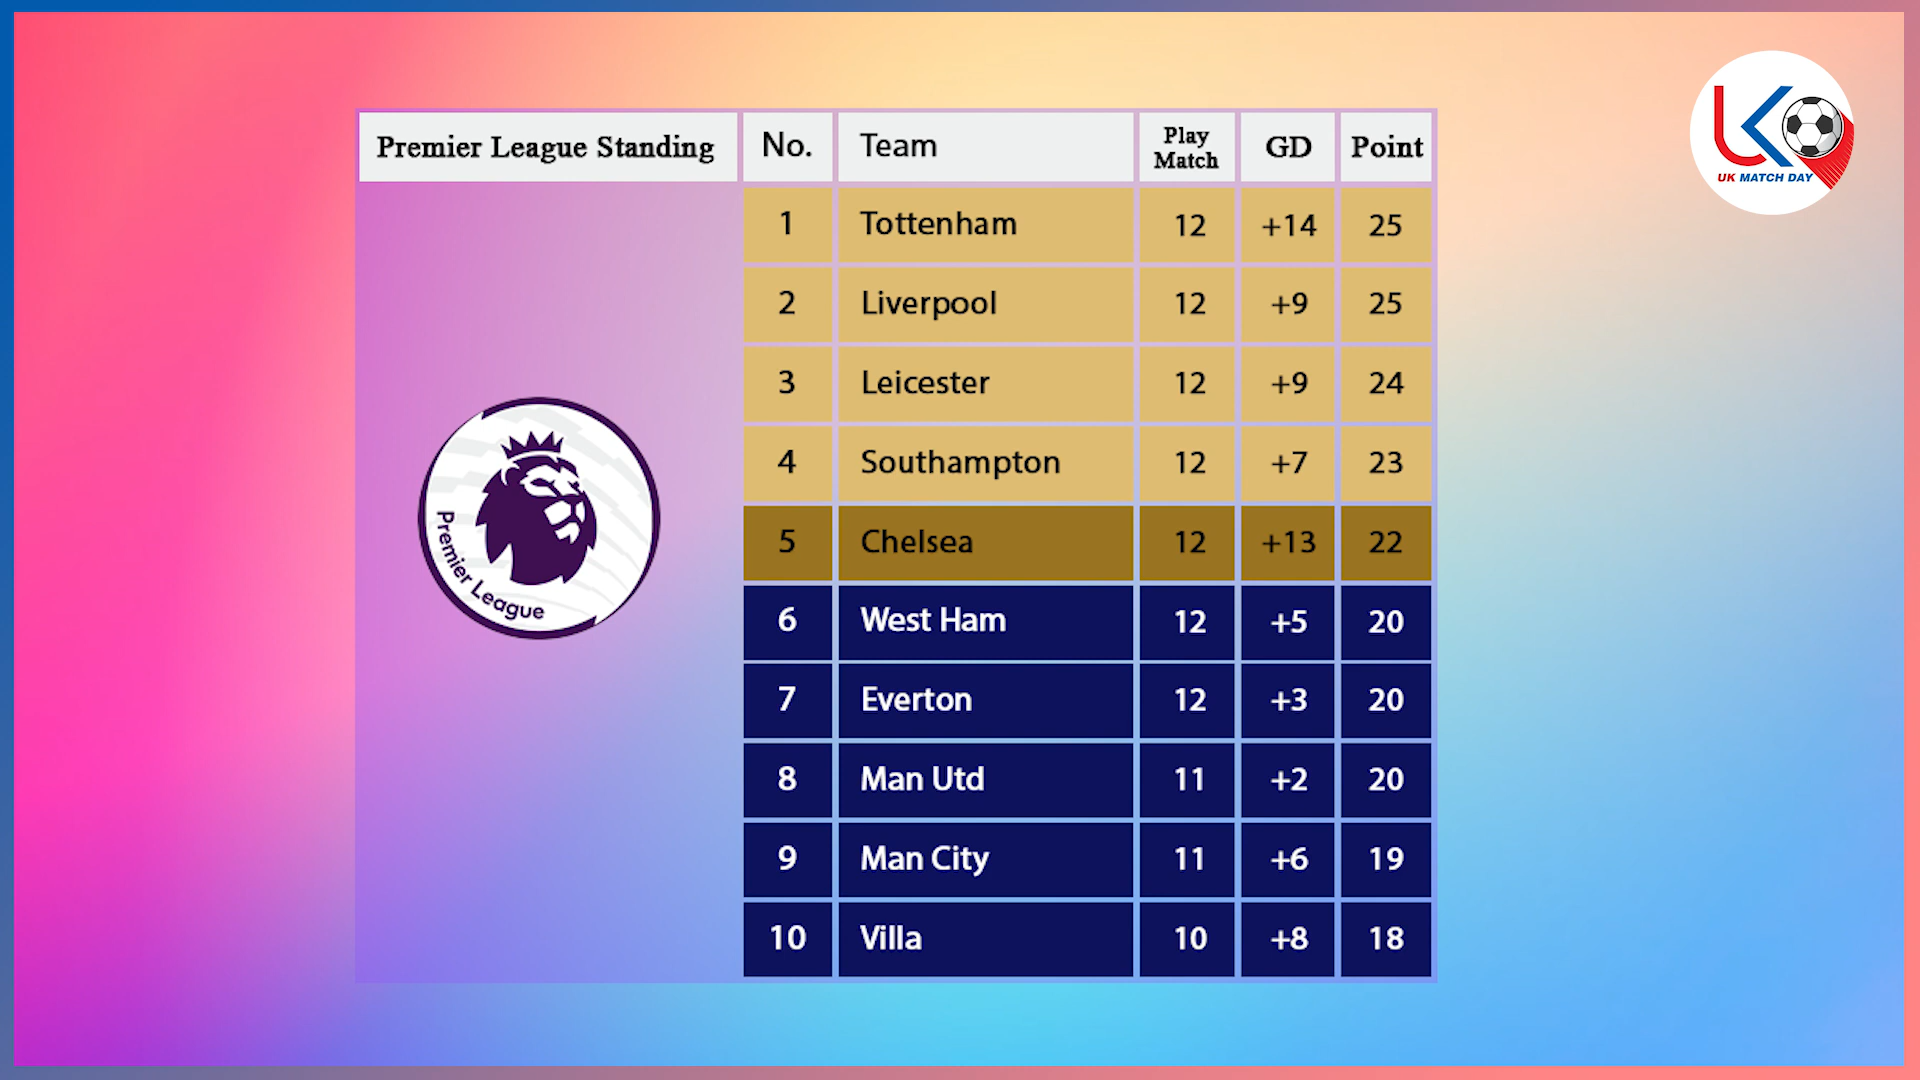 Premier League Standing No. Team Play Match GD Point
1 Tottenham 12 +14 25
2 Liverpool 12 +9 25
3 Leicester 12 +9 24
4 Southampton 12 +7 23
5 Chelsea 12 +13 22
6 West Ham 12 +5 20
7 Everton 12 +3 20
8 Man Utd 11 +2 20
9 Man City 11 +6 19
10 Villa 10 +8 18
Premier League
UK
UK MATCH DAY